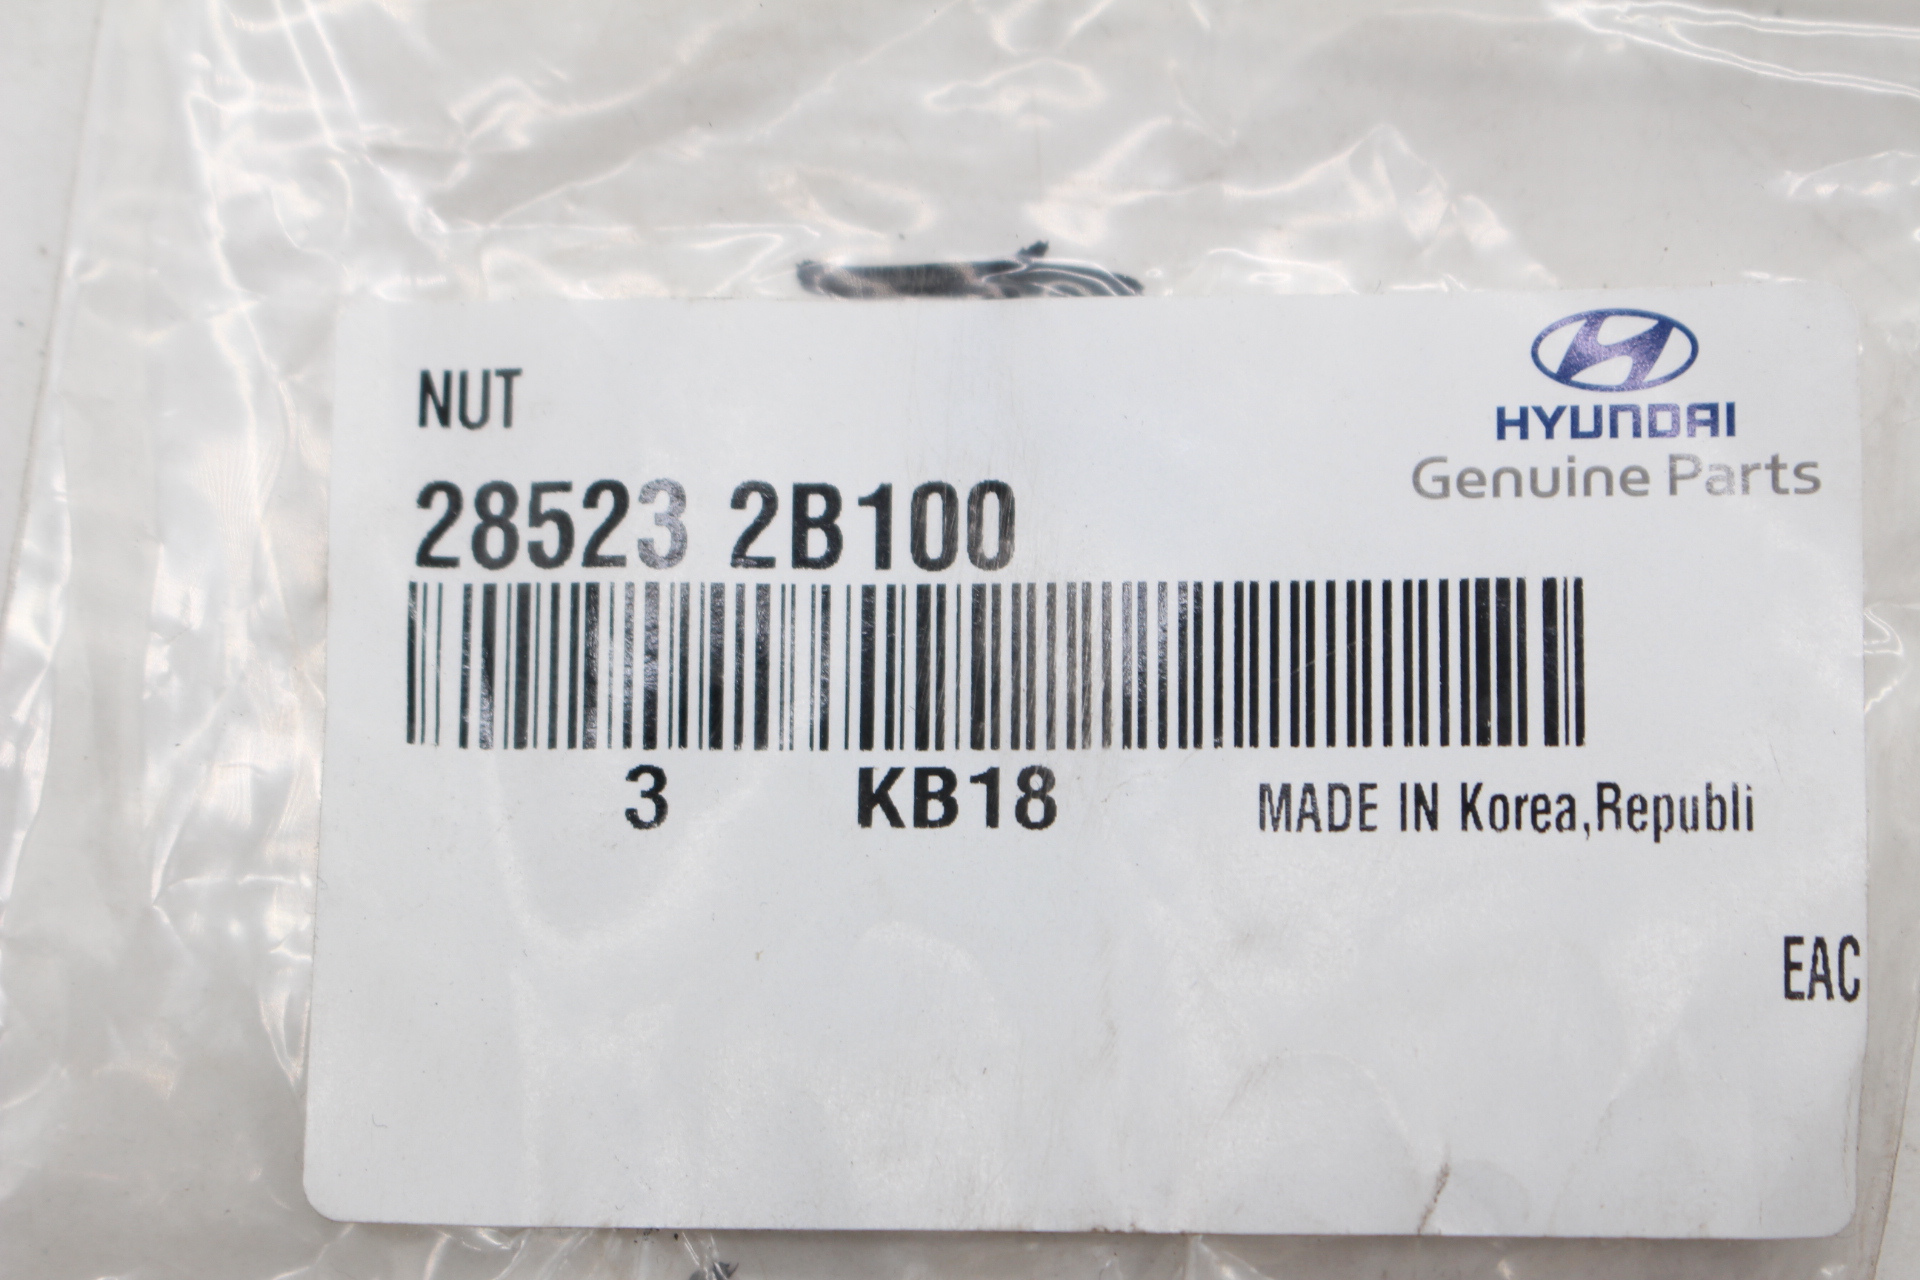 NUT
HYUNDAI
Genuine Parts
28523 2B100
3 KB18 MADE IN Korea,Republi
EAC